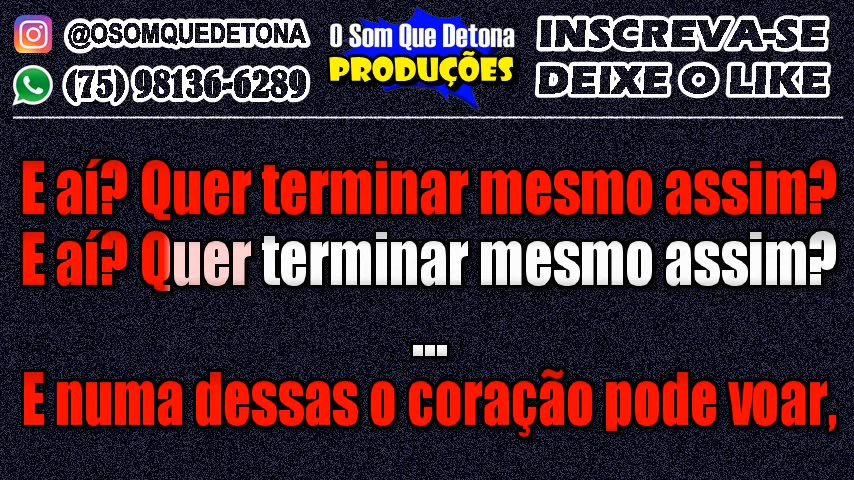 @OSOMQUEDETONA
(75) 98136-6289
O Som Que Detona
PRODUÇÕES
INSCREVA-SE
DEIXE O LIKE
E aí? Quer terminar mesmo assim?
E aí? Quer terminar mesmo assim?
...
E numa dessas o coração pode voar,